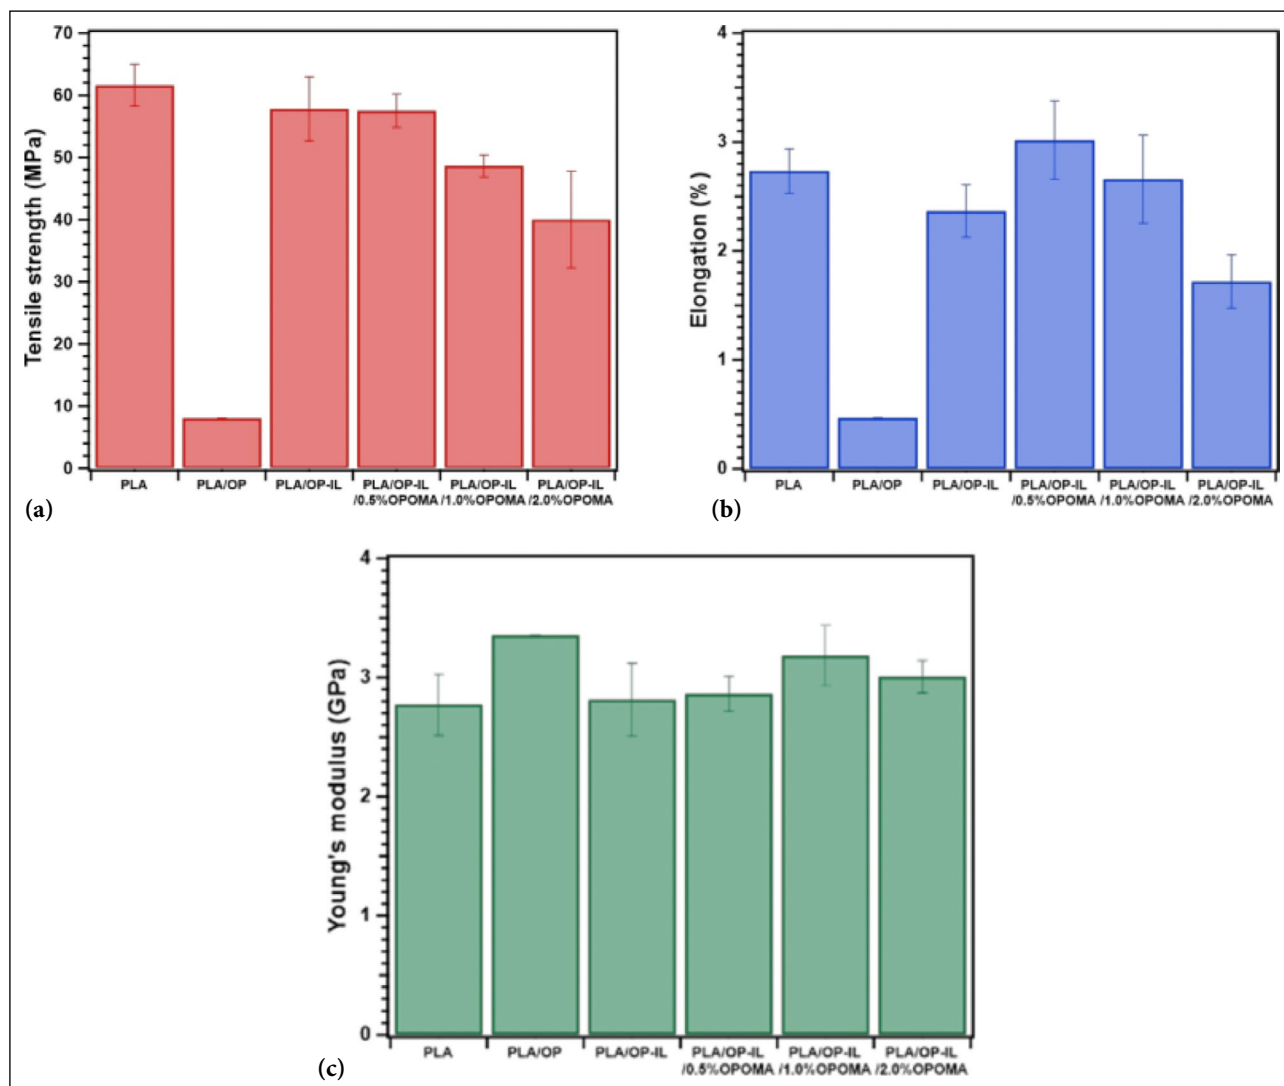 Tensile strength (MPa)
70
60
50
40
30
20
10
0
PLA PLA/OP PLA/OP-IL PLA/OP-IL PLA/OP-IL PLA/OP-IL
/0.5%OPOMA /1.0%OPOMA /2.0%OPOMA
(a)
Elongation (%)
4
3
2
1
0
PLA PLA/OP PLA/OP-IL PLA/OP-IL PLA/OP-IL PLA/OP-IL
/0.5%OPOMA /1.0%OPOMA /2.0%OPOMA
(b)
Young's modulus (GPa)
4
3
2
1
0
PLA PLA/OP PLA/OP-IL PLA/OP-IL PLA/OP-IL PLA/OP-IL
/0.5%OPOMA /1.0%OPOMA /2.0%OPOMA
(c)